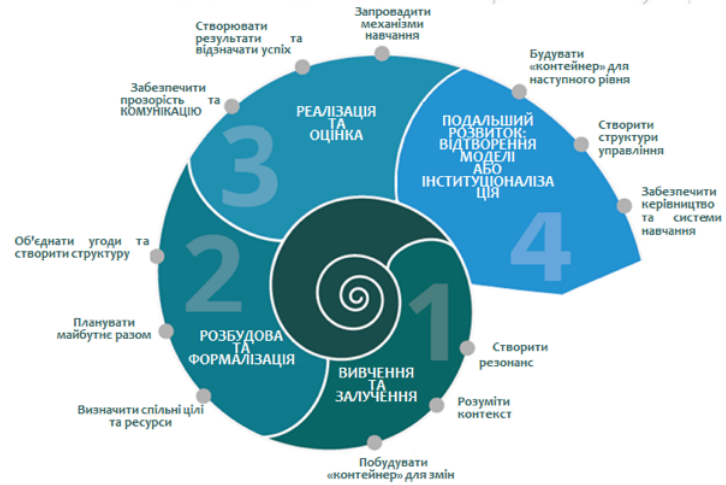 Запровадити
механізми
навчання
Створювати
результати та
відзначати успіх
Забезпечити
прозорість та
КОМУНІКАЦІЮ
Будувати
«контейнер» для
наступного рівня
Створити
структури
управління
Забезпечити
керівництво
та системи
навчання
3
РЕАЛІЗАЦІЯ
ТА
ОЦІНКА
ПОДАЛЬШИЙ
РОЗВИТОК:
ВІДТВОРЕННЯ
МОДЕЛІ
АБО
ІНСТИТУЦІОНАЛІЗА
ЦІЯ
4
Об’єднати угоди та
створити структуру
Планувати
майбутнє разом
Визначити спільні цілі
та ресурси
2
РОЗБУДОВА
ТА
ФОРМАЛІЗАЦІЯ
1
ВИВЧЕННЯ
ТА
ЗАЛУЧЕННЯ
Створити
резонанс
Розуміти
контекст
Побудувати
«контейнер» для змін